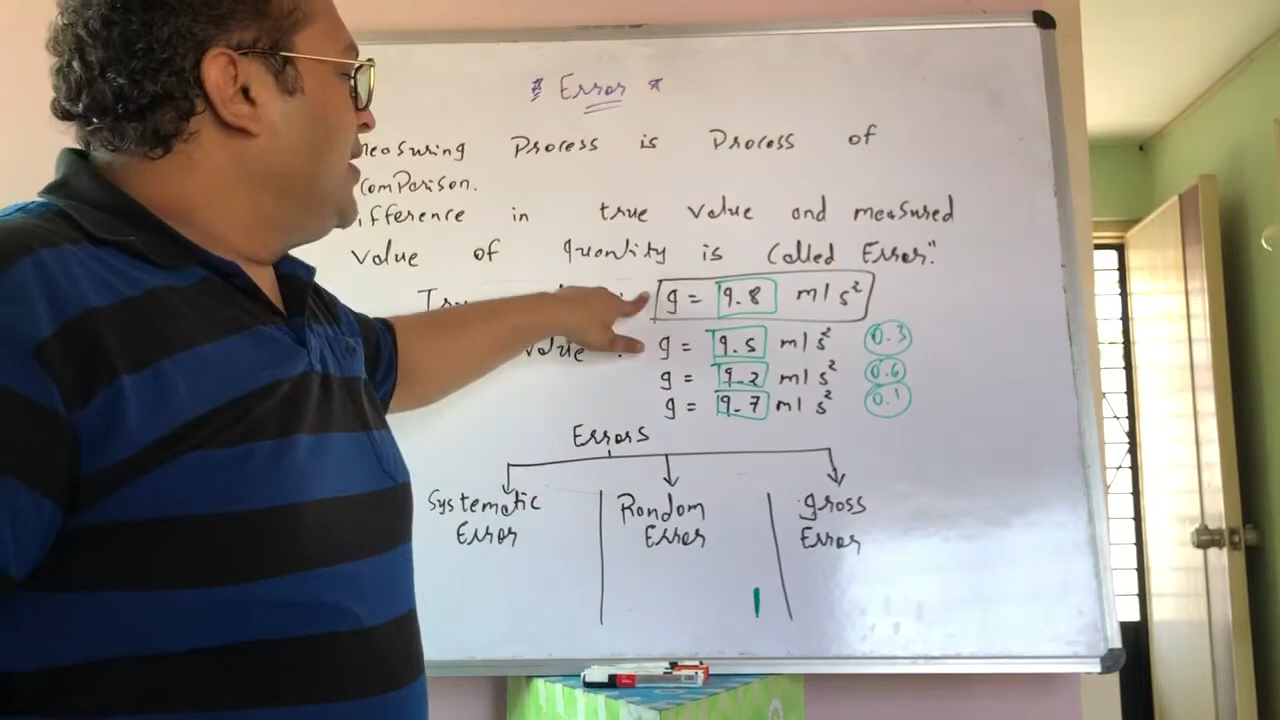 * Error *
measuring Process is Process of
comParison.
ifference in true value and measured
value of quantity is called Error."
g = 9.8 m/s²
value : g = 9.5 m/s² 0.3
g = 9.2 m/s² 0.6
g = 9.7 m/s² 0.1
Errors
Systematic Error
Random Error
gross Error